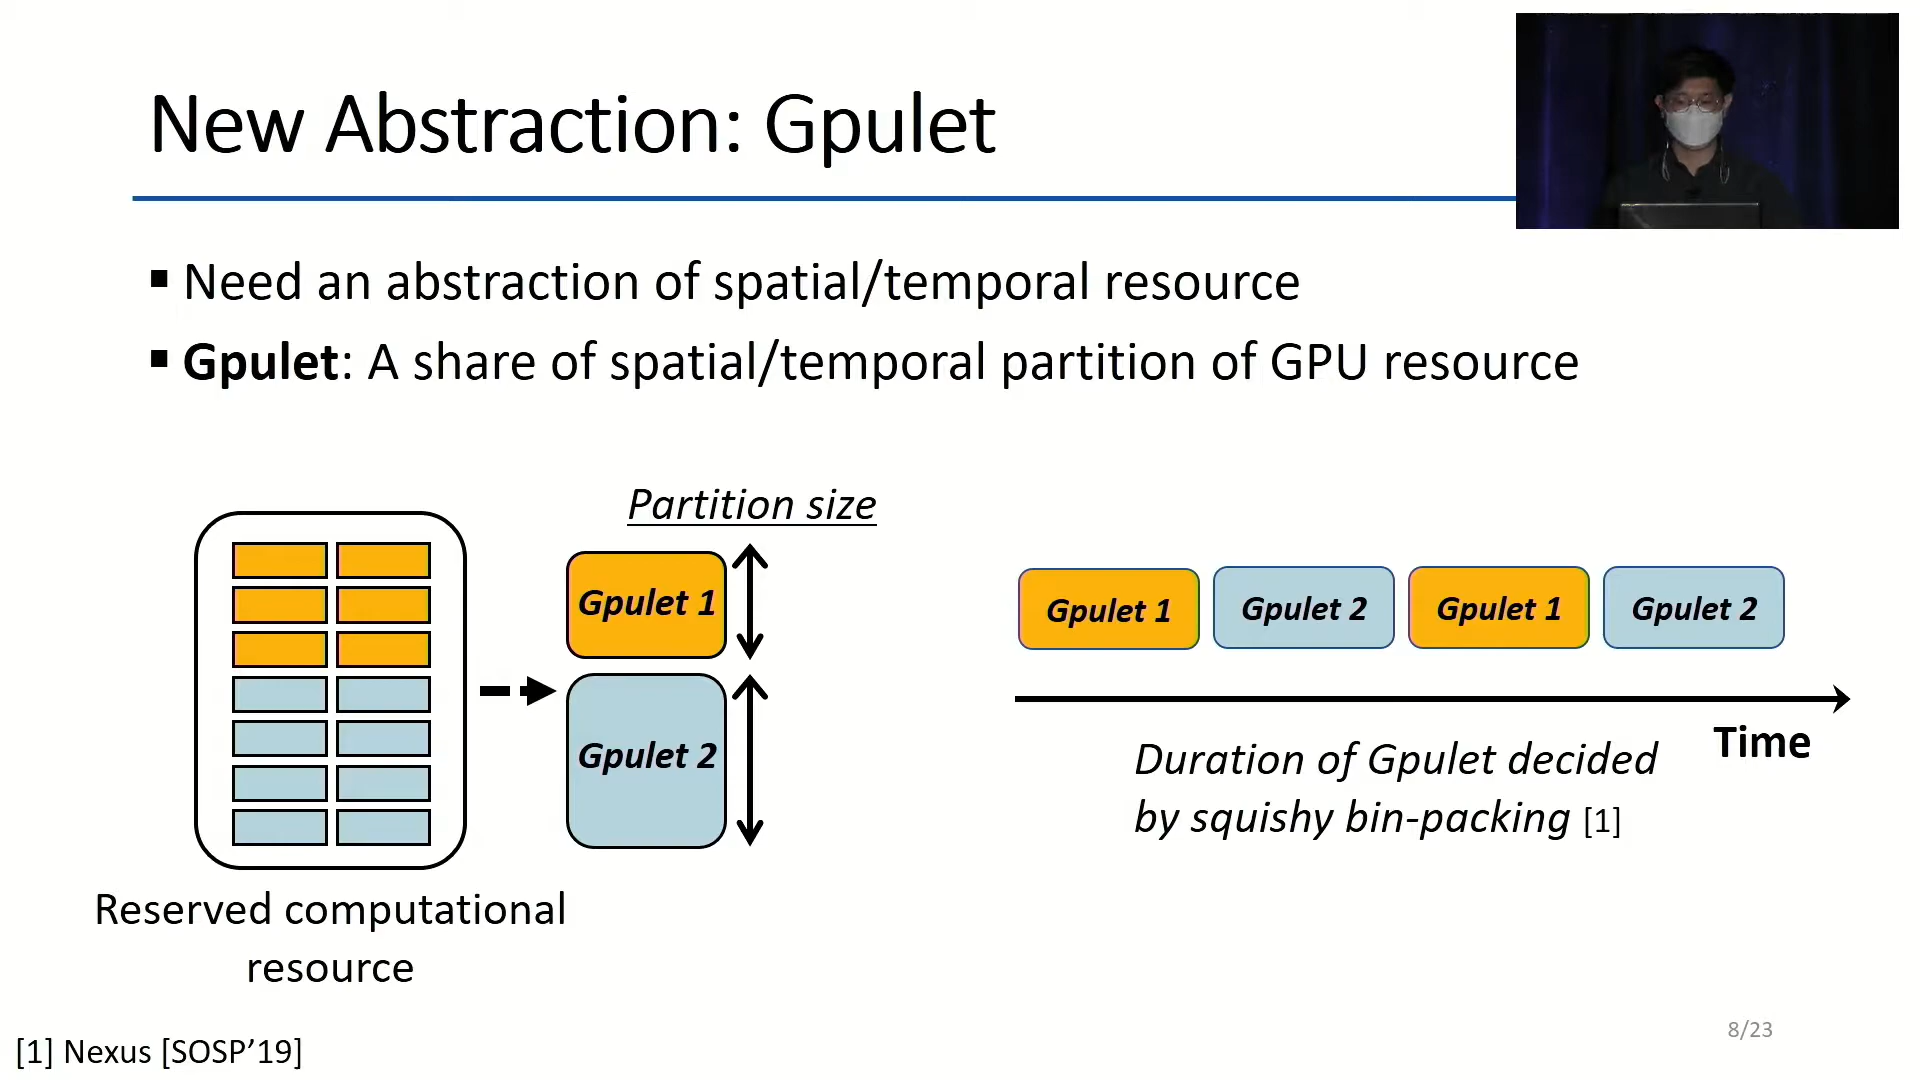 New Abstraction: Gpulet
▪ Need an abstraction of spatial/temporal resource
▪ Gpulet: A share of spatial/temporal partition of GPU resource
Partition size
Gpulet 1
Gpulet 2
Reserved computational
resource
Gpulet 1 Gpulet 2 Gpulet 1 Gpulet 2
Time
Duration of Gpulet decided
by squishy bin-packing [1]
[1] Nexus [SOSP’19]
8/23